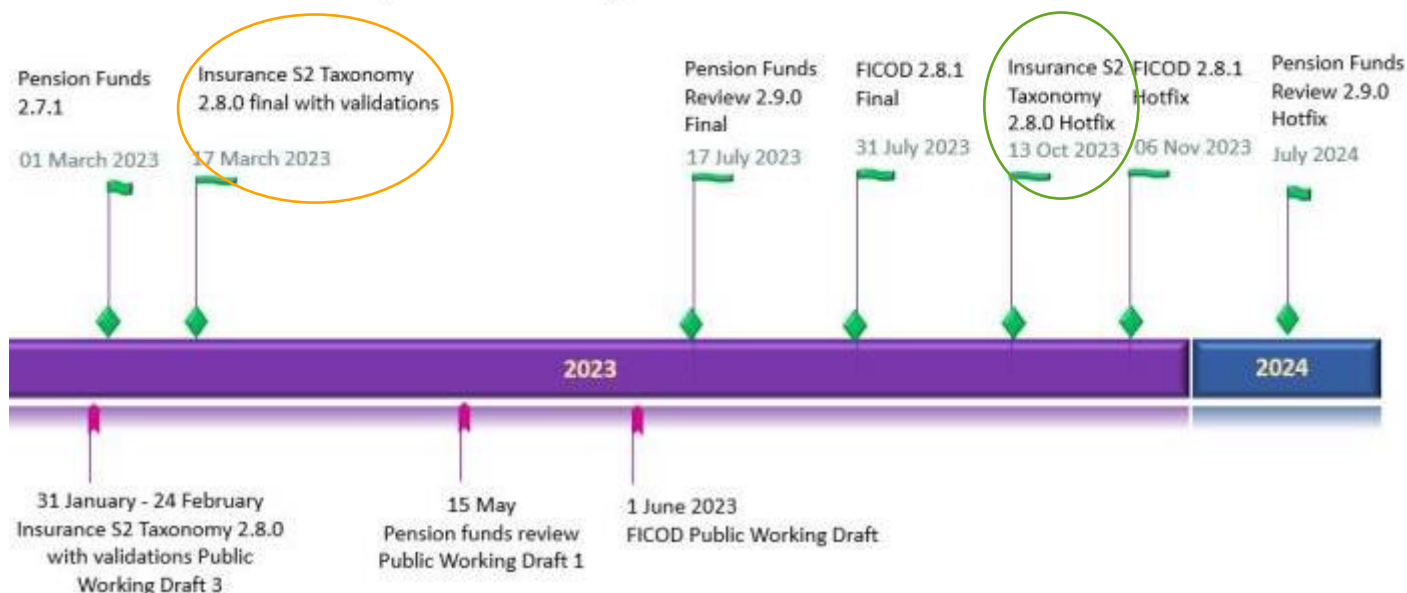 Pension Funds
2.7.1
01 March 2023
Insurance S2 Taxonomy
2.8.0 final with validations
17 March 2023
Pension Funds
Review 2.9.0
Final
17 July 2023
FICOD 2.8.1
Final
31 July 2023
Insurance S2
Taxonomy
2.8.0 Hotfix
13 Oct 2023
FICOD 2.8.1
Hotfix
06 Nov 2023
Pension Funds
Review 2.9.0
Hotfix
July 2024
2023
2024
31 January - 24 February
Insurance S2 Taxonomy 2.8.0
with validations Public
Working Draft 3
15 May
Pension funds review
Public Working Draft 1
1 June 2023
FICOD Public Working Draft